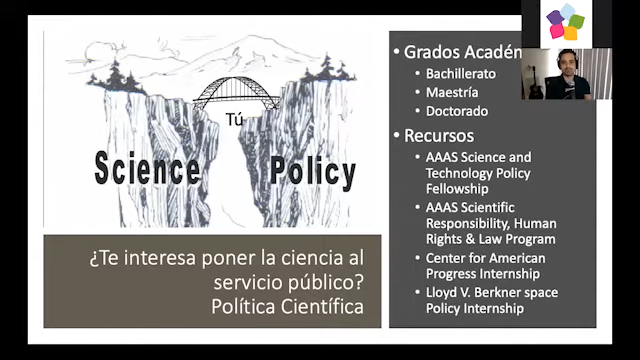 Tú
Science Policy
¿Te interesa poner la ciencia al
servicio público?
Política Científica
• Grados Académ
• Bachillerato
• Maestría
• Doctorado
• Recursos
• AAAS Science and
Technology Policy
Fellowship
• AAAS Scientific
Responsibility, Human
Rights & Law Program
• Center for American
Progress Internship
• Lloyd V. Berkner space
Policy Internship